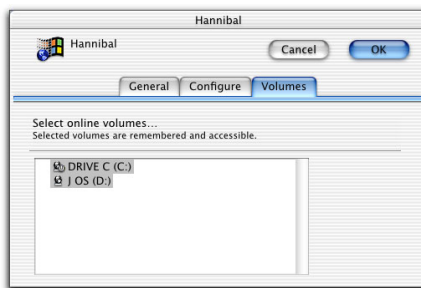 Hannibal
Hannibal
Cancel
OK
General
Configure
Volumes
Select online volumes...
Selected volumes are remembered and accessible.
DRIVE C (C:)
J OS (D:)